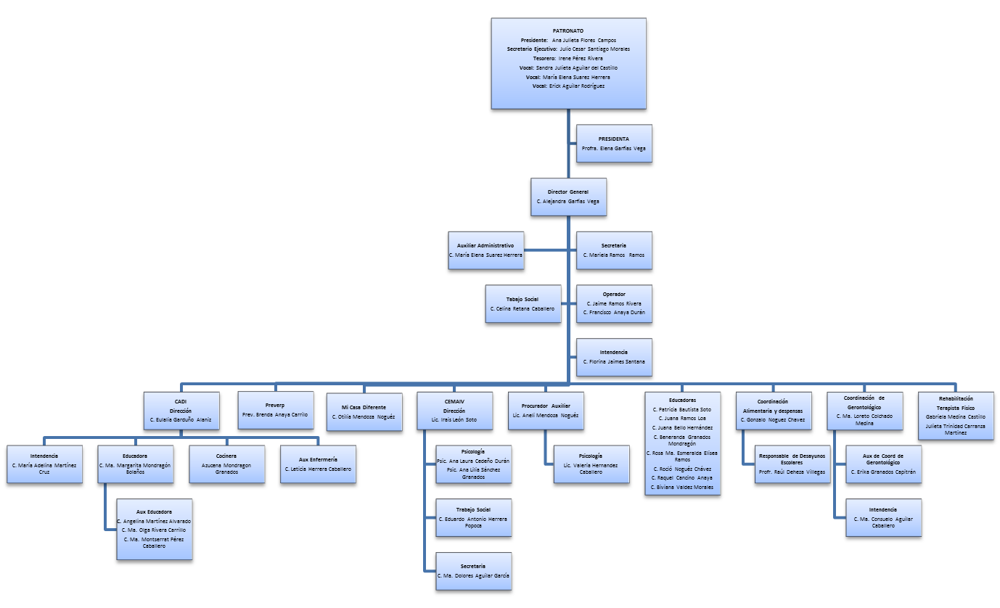 PATRONATO
Presidente: Ana Julieta Flores Campos
Secretario Ejecutivo: Julio Cesar Santiago Morales
Tesorero: Irene Pérez Rivera
Vocal: Sandra Julieta Aguilar del Castillo
Vocal: María Elena Suarez Herrera
Vocal: Erick Aguilar Rodríguez
PRESIDENTA
Profra. Elena Garfias Vega
Director General
C. Alejandra Garfias Vega
Auxiliar Administrativo
C. María Elena Suarez Herrera
Secretaria
C. Mariela Ramos Ramos
Tabajo Social
C. Celina Retana Caballero
Operador
C. Jaime Ramos Rivera
C. Francisco Anaya Durán
Intendencia
C. Florina Jaimes Santana
CADI
Dirección
C. Eulalia Garduño Alaniz
Preverp
Prev. Brenda Anaya Carrilo
Mi Casa Diferente
C. Otilia Mendoza Noguéz
CEMAIV
Dirección
Lic. Irais León Soto
Procurador Auxiliar
Lic. Aneli Mendoza Noguéz
Educadoras
C. Patricia Bautista Soto
C. Juana Ramos Loa
C. Juana Bello Hernández
C. Beneranda Granados
Mondragón
C. Rosa Ma. Esmeralda Elisea
Ramos
C. Roció Noguéz Chávez
C. Raquel Cancino Anaya
C. Biviana Valdez Morales
Coordinación
Alimentaria y despensas
C. Gonzalo Noguez Chavez
Coordinación de
Gerontológico
C. Ma. Loreto Colchado
Medina
Rehabilitación
Terapista Fisico
Gabriela Medina Castillo
Julieta Trinidad Carranza
Martinez
Intendencia
C. María Adelina Martínez
Cruz
Educadora
C. Ma. Margarita Mondragón
Bolaños
Cocinera
Azucena Mondragon
Granados
Aux Enfermería
C. Leticia Herrera Caballero
Psicología
Psic. Ana Laura Cedeño Durán
Psic. Ana Lilia Sánchez
Granados
Psicología
Lic. Valeria Hernandez
Caballero
Responsable de Desayunos
Escolares
Profr. Raúl Deheza Villegas
Aux de Coord de
Gerontológico
C. Erika Granados Capitrán
Aux Educadora
C. Angelina Martínez Alvarado
C. Ma. Olga Rivera Carrillo
C. Ma. Montserrat Pérez
Caballero
Trabajo Social
C. Eduardo Antonio Herrera
Popoca
Intendencia
C. Ma. Consuelo Aguilar
Caballero
Secretaria
C. Ma. Dolores Aguilar García